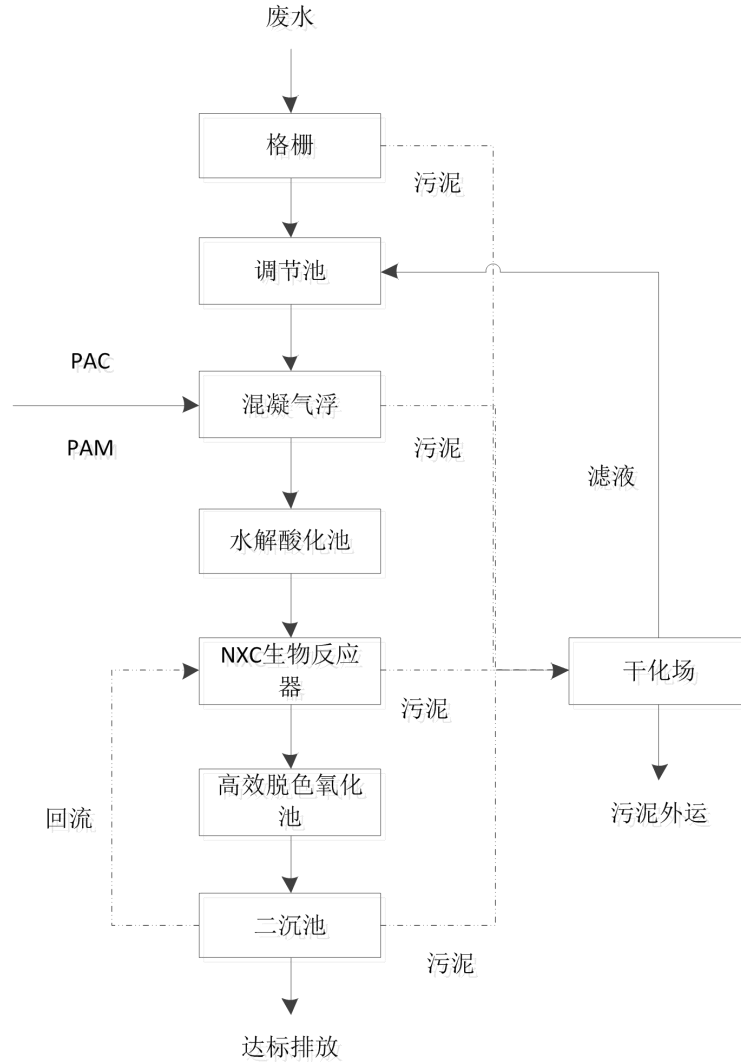 废水
格栅
污泥
调节池
PAC
混凝气浮
PAM
污泥
滤液
水解酸化池
NXC生物反应
器
干化场
污泥
高效脱色氧化
池
回流
污泥外运
二沉池
污泥
达标排放